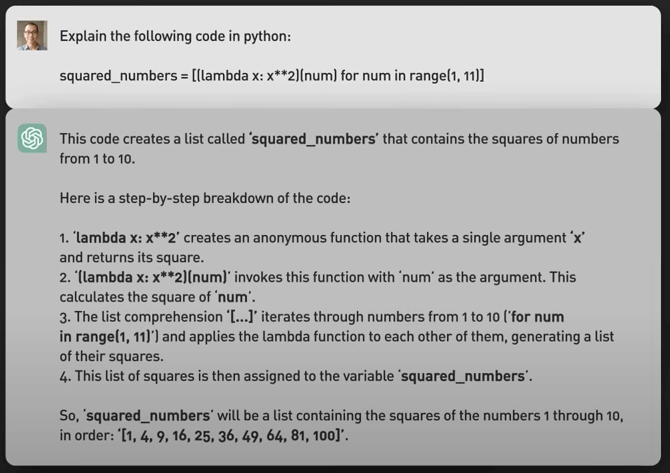 Explain the following code in python:
squared_numbers = [(lambda x: x**2)(num) for num in range(1, 11)]
This code creates a list called ‘squared_numbers’ that contains the squares of numbers
from 1 to 10.
Here is a step-by-step breakdown of the code:
1. ‘lambda x: x**2’ creates an anonymous function that takes a single argument ‘x’
and returns its square.
2. ‘(lambda x: x**2)(num)’ invokes this function with ‘num’ as the argument. This
calculates the square of ‘num’.
3. The list comprehension ‘[...]’ iterates through numbers from 1 to 10 (‘for num
in range(1, 11)’) and applies the lambda function to each other of them, generating a list
of their squares.
4. This list of squares is then assigned to the variable ‘squared_numbers’.
So, ‘squared_numbers’ will be a list containing the squares of the numbers 1 through 10,
in order: ‘[1, 4, 9, 16, 25, 36, 49, 64, 81, 100]’.